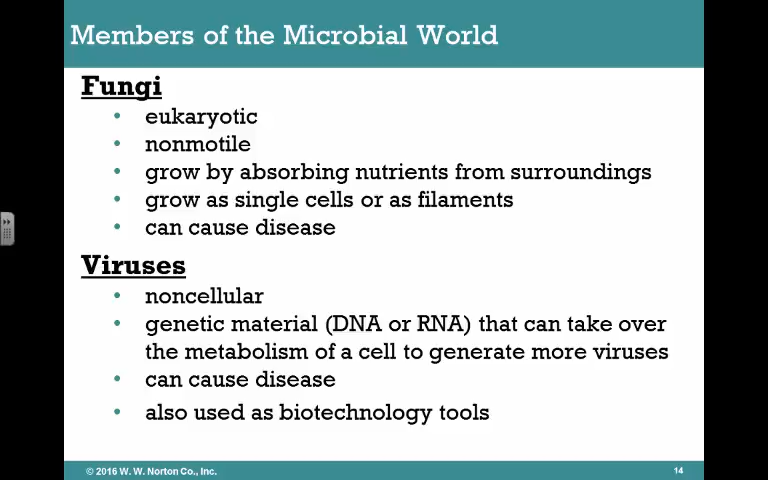 Members of the Microbial World
Fungi
• eukaryotic
• nonmotile
• grow by absorbing nutrients from surroundings
• grow as single cells or as filaments
• can cause disease
Viruses
• noncellular
• genetic material (DNA or RNA) that can take over
the metabolism of a cell to generate more viruses
• can cause disease
• also used as biotechnology tools
© 2016 W. W. Norton Co., Inc.
14